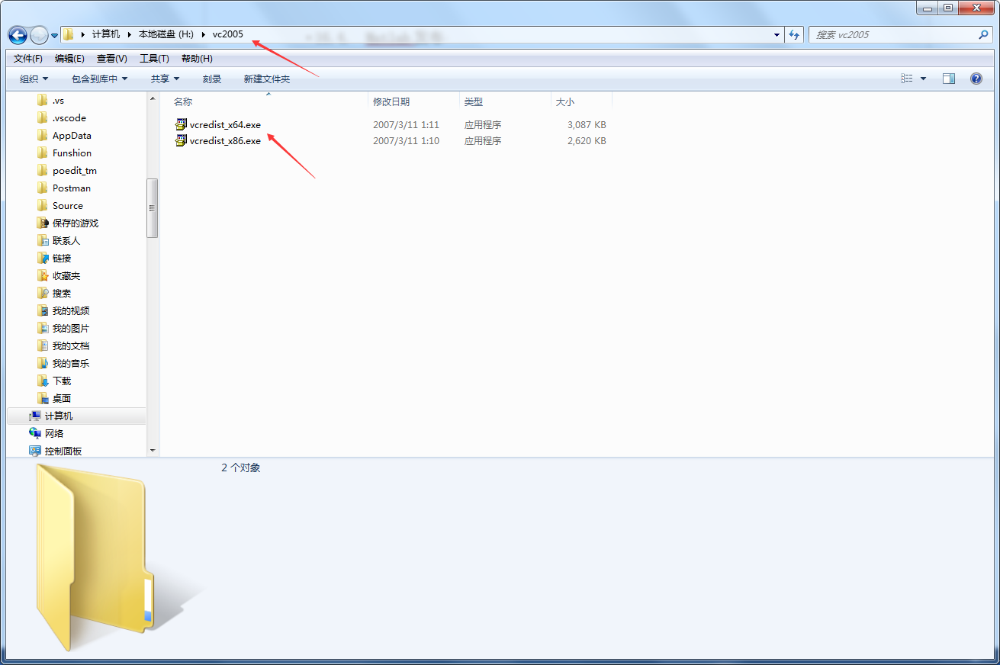 计算机 本地磁盘 (H:) vc2005 搜索 vc2005
文件(F) 编辑(E) 查看(V) 工具(T) 帮助(H)
组织 包含到库中 共享 刻录 新建文件夹
.vs
.vscode
AppData
Funshion
poedit_tm
Postman
Source
保存的游戏
联系人
链接
收藏夹
搜索
我的视频
我的图片
我的文档
我的音乐
下载
桌面
计算机
网络
控制面板
名称 修改日期 类型 大小
vcredist_x64.exe 2007/3/11 1:11 应用程序 3,087 KB
vcredist_x86.exe 2007/3/11 1:10 应用程序 2,620 KB
2 个对象